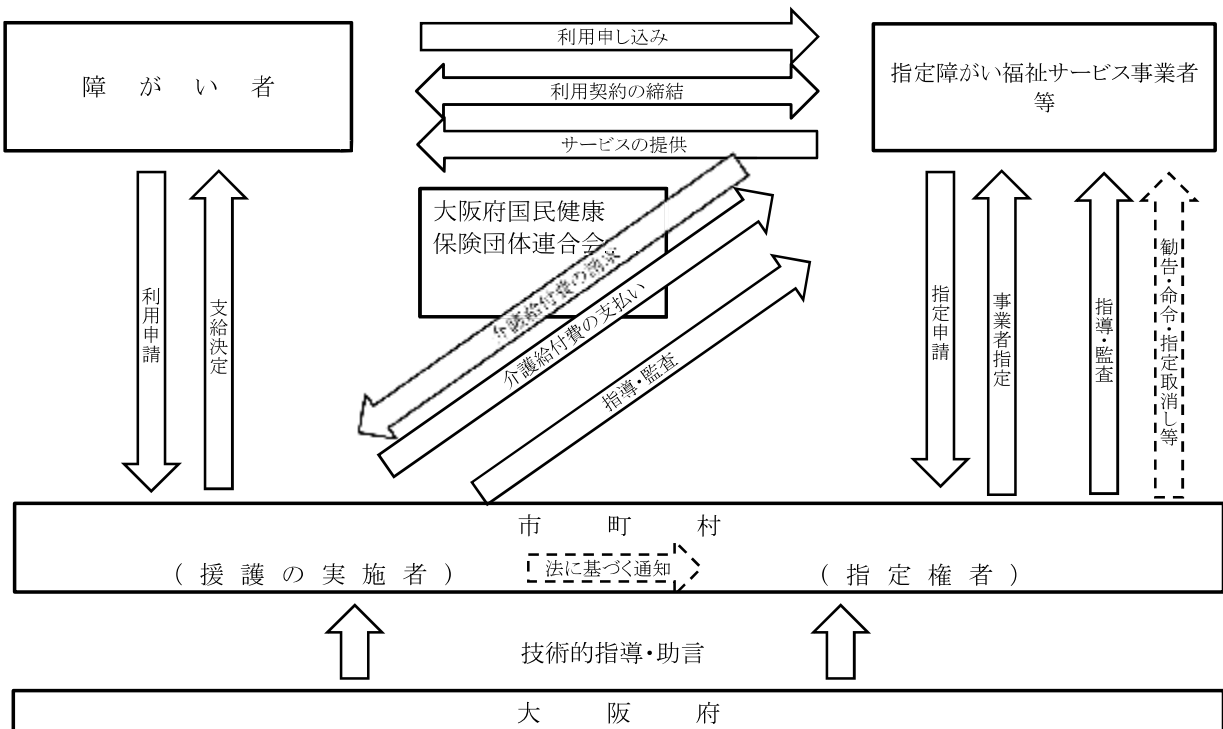 利用申し込み
障がい者
利用契約の締結
指定障がい福祉サービス事業者
等
サービスの提供
大阪府国民健康
保険団体連合会
介護給付費の請求
介護給付費の支払い
指導・監査
利用申請
支給決定
指定申請
事業者指定
指導・監査
勧告・命令・指定取消し等
市町村
(援護の実施者)
法に基づく通知
(指定権者)
技術的指導・助言
大阪府